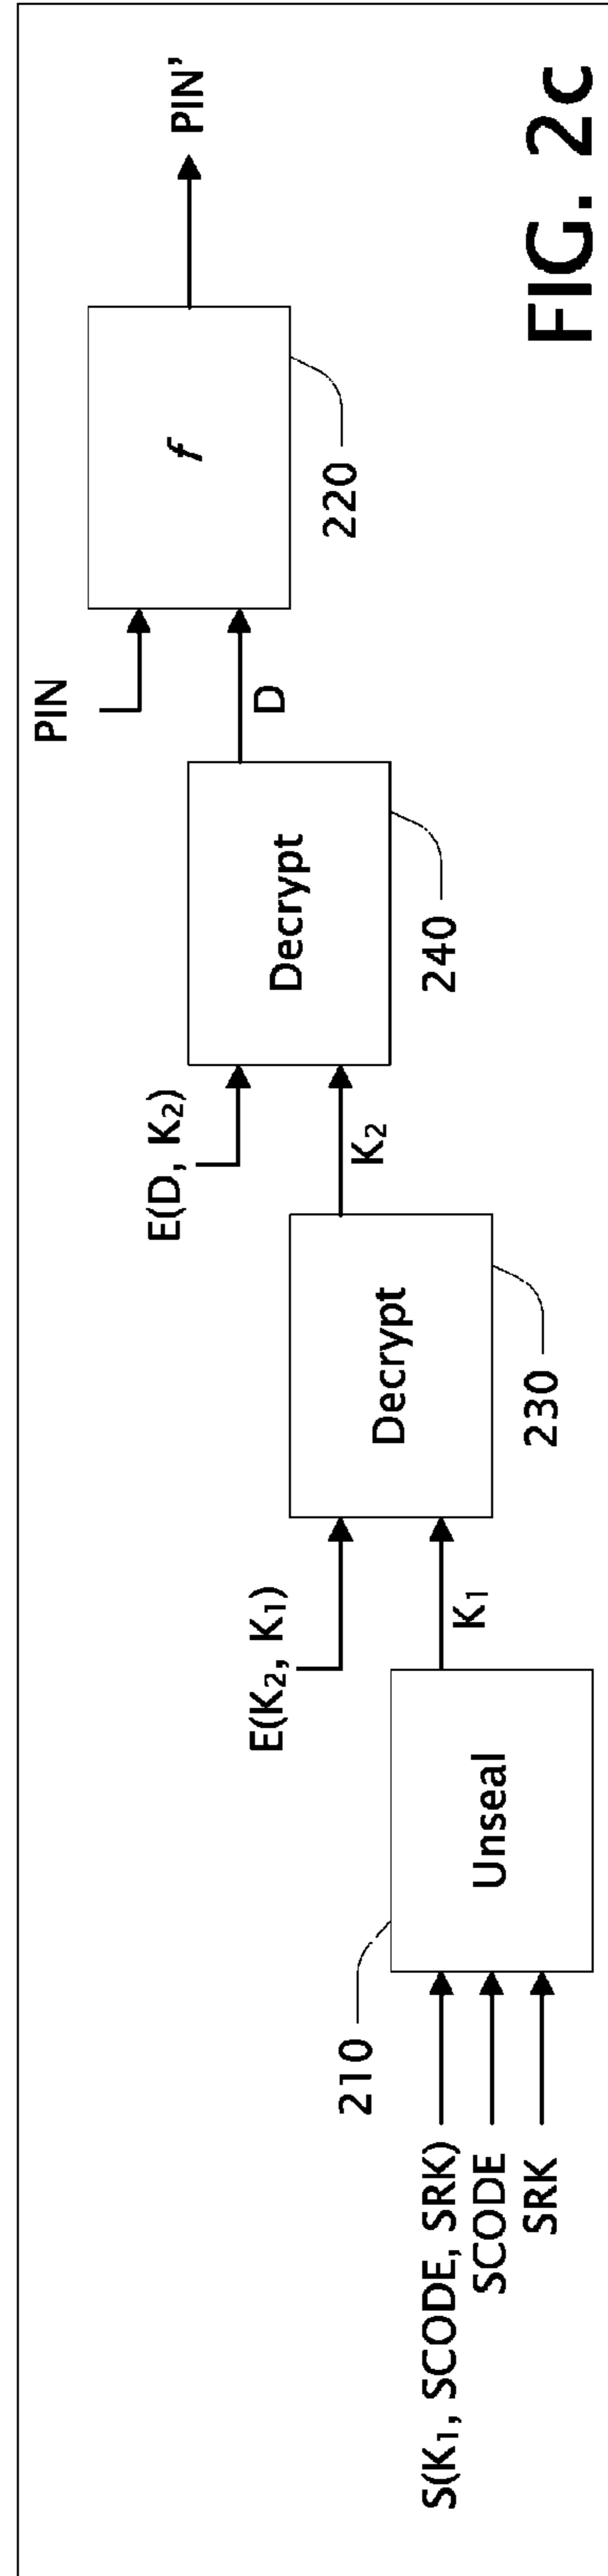 S(K₁, SCODE, SRK)
SCODE
SRK
210
Unseal
K₁
E(K₂, K₁)
Decrypt
230
K₂
E(D, K₂)
Decrypt
240
D
PIN
f
220
PIN'
FIG. 2c